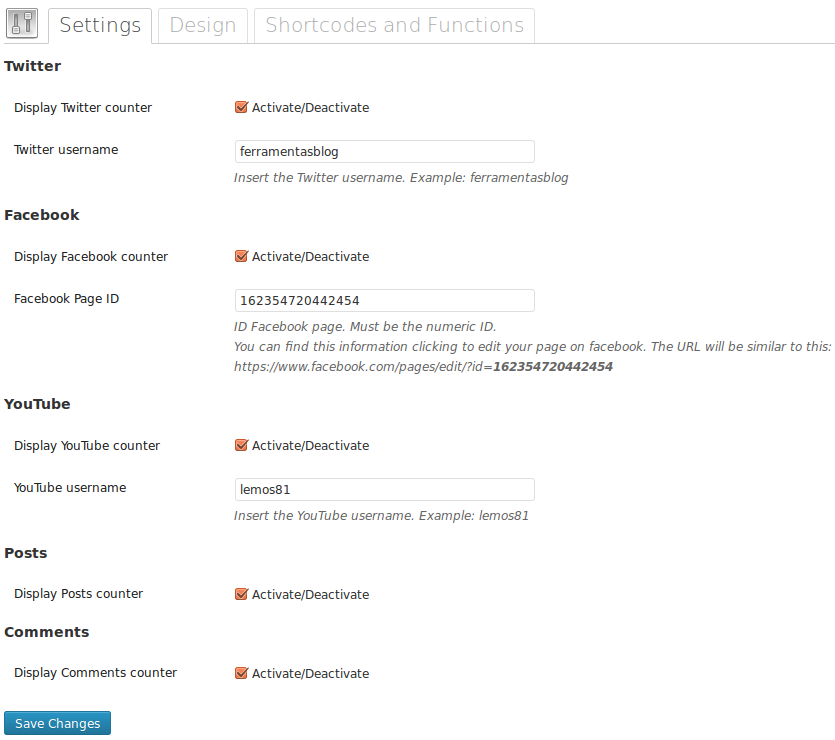 Settings Design Shortcodes and Functions
Twitter
Display Twitter counter Activate/Deactivate
Twitter username ferramentasblog
Insert the Twitter username. Example: ferramentasblog
Facebook
Display Facebook counter Activate/Deactivate
Facebook Page ID 162354720442454
ID Facebook page. Must be the numeric ID.
You can find this information clicking to edit your page on facebook. The URL will be similar to this:
https://www.facebook.com/pages/edit/?id=162354720442454
YouTube
Display YouTube counter Activate/Deactivate
YouTube username lemos81
Insert the YouTube username. Example: lemos81
Posts
Display Posts counter Activate/Deactivate
Comments
Display Comments counter Activate/Deactivate
Save Changes